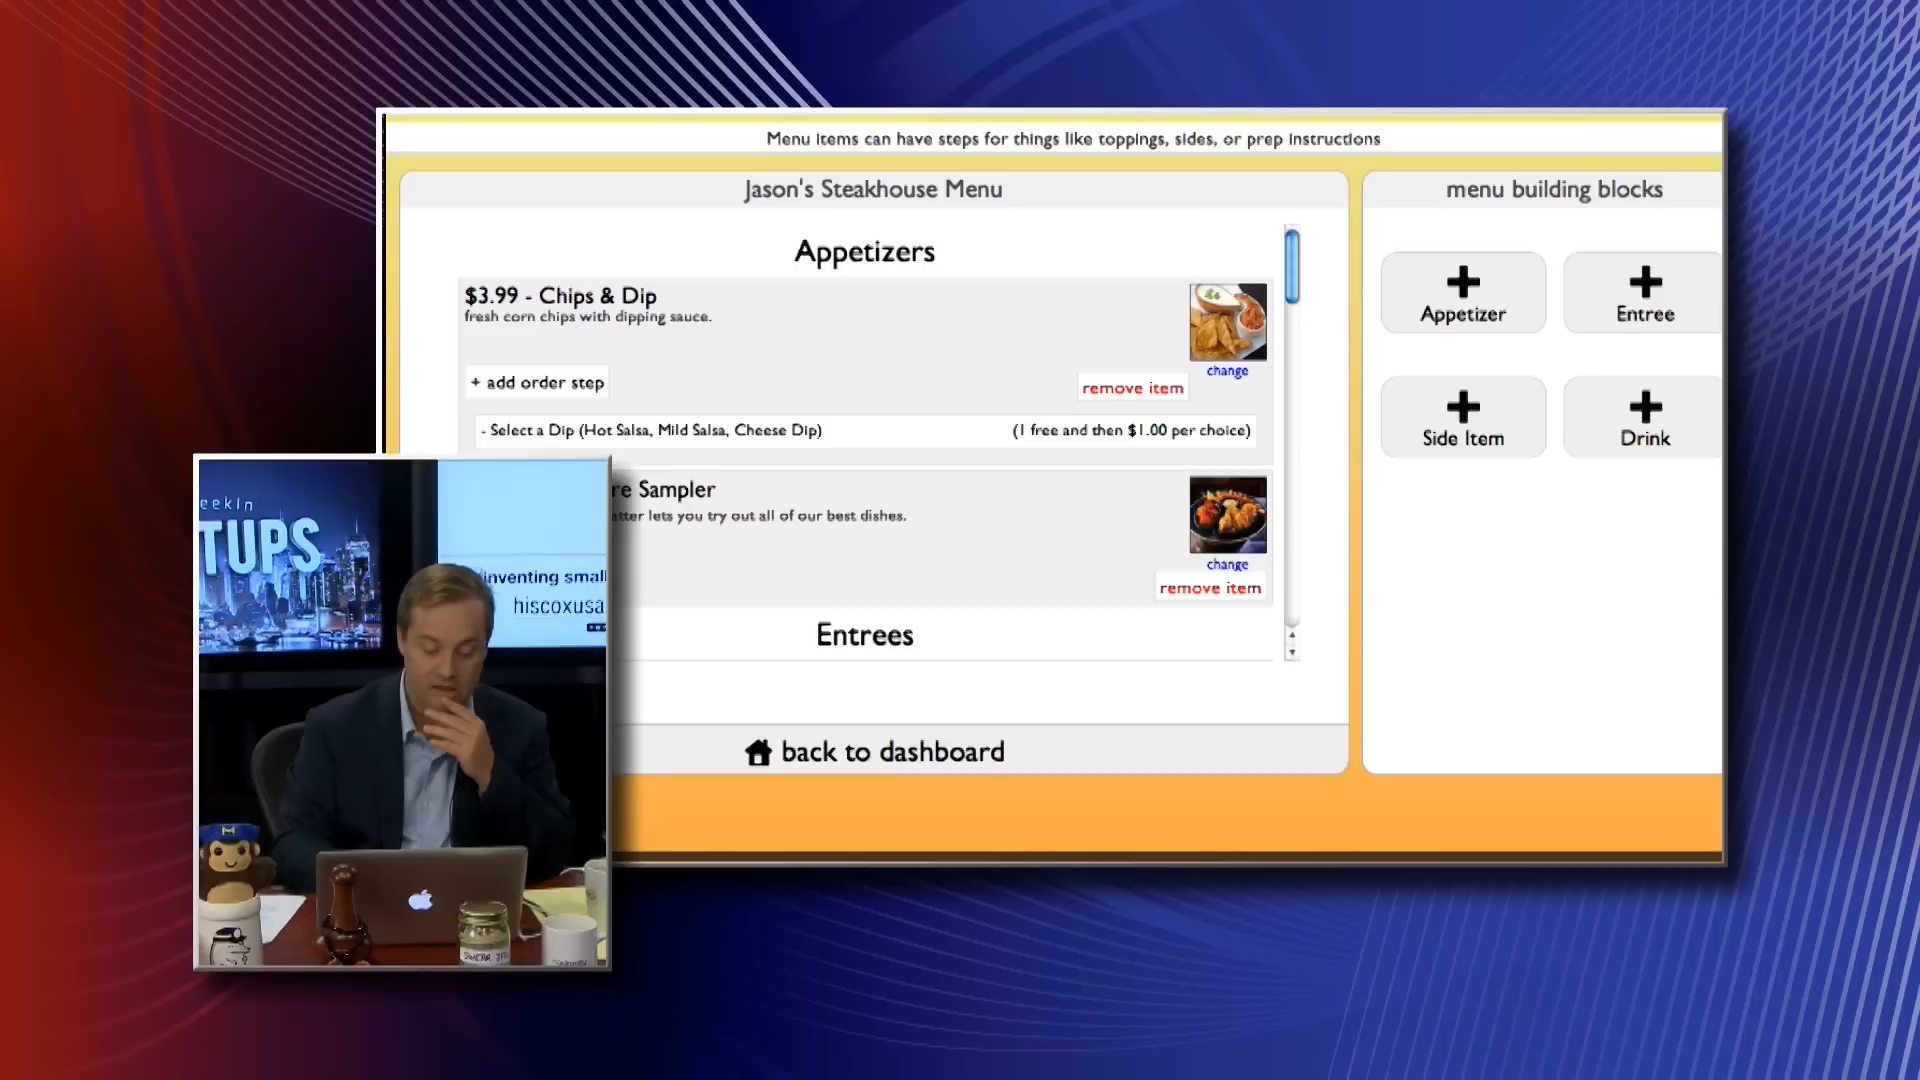 Menu items can have steps for things like toppings, sides, or prep instructions
Jason's Steakhouse Menu
Appetizers
$3.99 - Chips & Dip
fresh corn chips with dipping sauce.
change
+ add order step
remove item
- Select a Dip (Hot Salsa, Mild Salsa, Cheese Dip)
(1 free and then $1.00 per choice)
re Sampler
atter lets you try out all of our best dishes.
change
remove item
Entrees
back to dashboard
menu building blocks
Appetizer
Entree
Side Item
Drink
eekIn
TUPS
inventing small
hiscoxusa
SWEAR